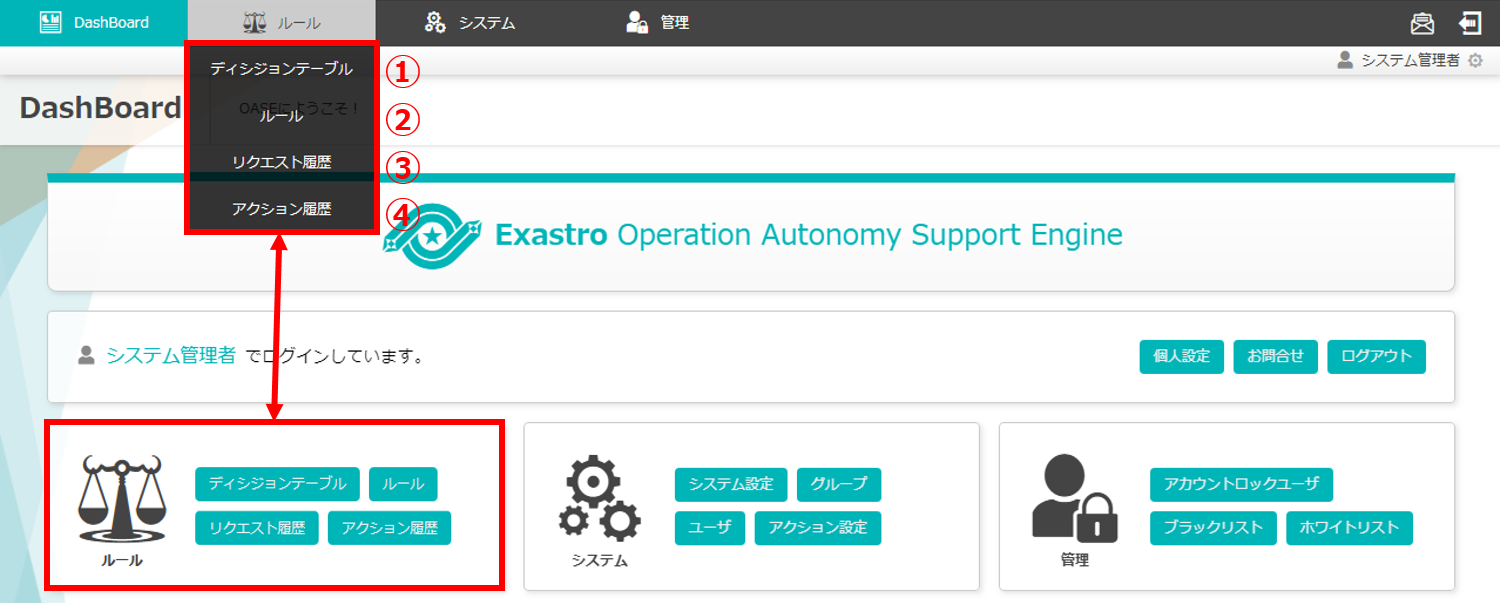 DashBoard ルール システム 管理
システム管理者
ディシジョンテーブル ①
DashBoard OASEにようこそ！
ルール ②
リクエスト履歴 ③
アクション履歴 ④
Exastro Operation Autonomy Support Engine
システム管理者 でログインしています。 個人設定 お問合せ ログアウト
ディシジョンテーブル ルール
リクエスト履歴 アクション履歴
ルール
システム設定 グループ
ユーザ アクション設定
システム
アカウントロックユーザ
ブラックリスト ホワイトリスト
管理